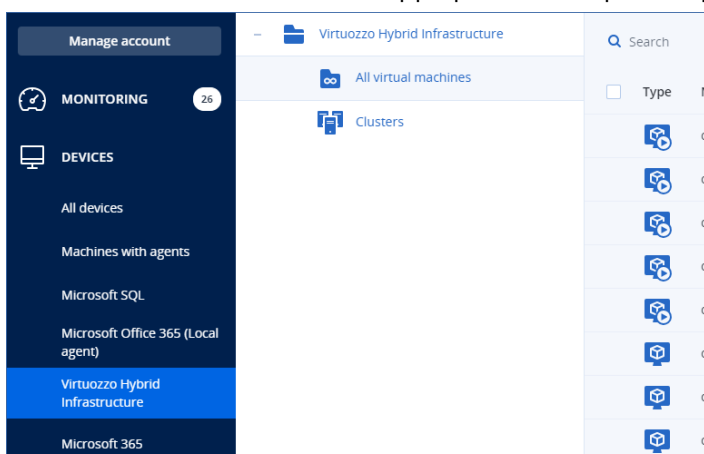 Manage account
MONITORING
26
DEVICES
All devices
Machines with agents
Microsoft SQL
Microsoft Office 365 (Local
agent)
Virtuozzo Hybrid
Infrastructure
Microsoft 365
Virtuozzo Hybrid Infrastructure
All virtual machines
Clusters
Search
Type